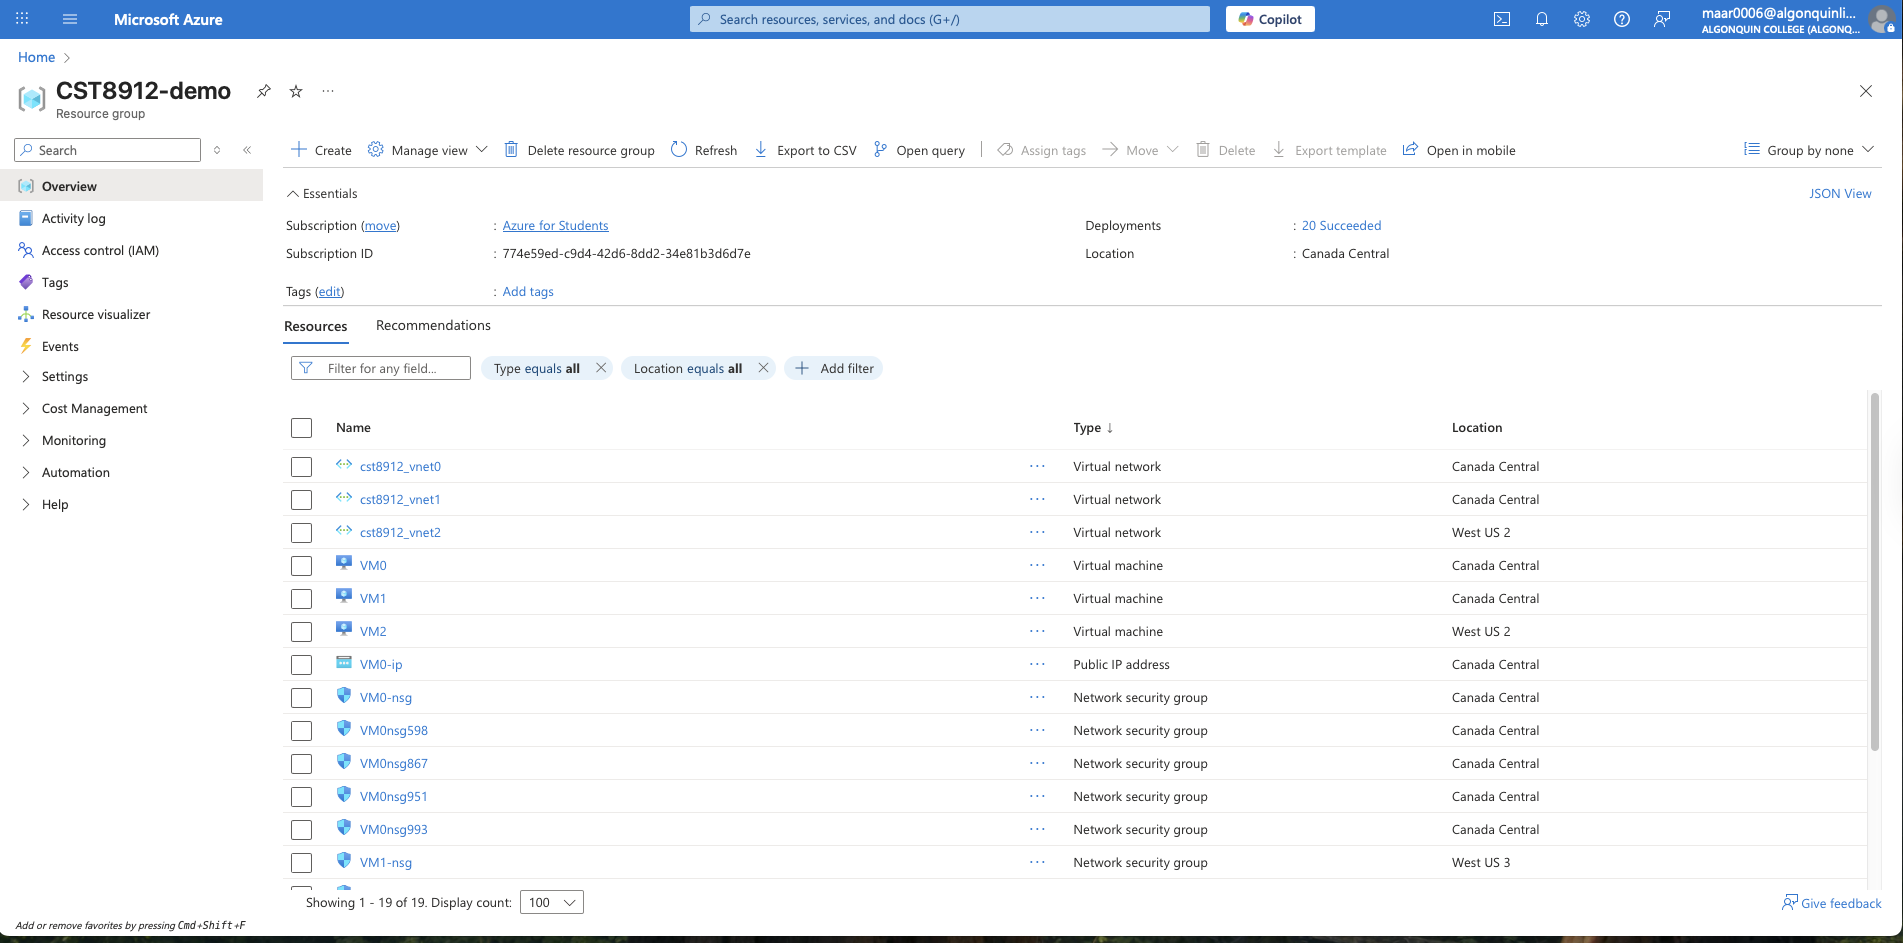 Microsoft Azure
Search resources, services, and docs (G+/)
Copilot
maar0006@algonquinli...
ALGONQUIN COLLEGE (ALGONQ...
Home
CST8912-demo
Resource group
Search
Overview
Activity log
Access control (IAM)
Tags
Resource visualizer
Events
Settings
Cost Management
Monitoring
Automation
Help
Add or remove favorites by pressing Cmd+Shift+F
Create Manage view Delete resource group Refresh Export to CSV Open query Assign tags Move Delete Export template Open in mobile Group by none
Essentials JSON View
Subscription (move) : Azure for Students Deployments : 20 Succeeded
Subscription ID : 774e59ed-c9d4-42d6-8dd2-34e81b3d6d7e Location : Canada Central
Tags (edit) : Add tags
Resources Recommendations
Filter for any field... Type equals all Location equals all Add filter
Name Type ↓ Location
cst8912_vnet0 ... Virtual network Canada Central
cst8912_vnet1 ... Virtual network Canada Central
cst8912_vnet2 ... Virtual network West US 2
VM0 ... Virtual machine Canada Central
VM1 ... Virtual machine Canada Central
VM2 ... Virtual machine West US 2
VM0-ip ... Public IP address Canada Central
VM0-nsg ... Network security group Canada Central
VM0nsg598 ... Network security group Canada Central
VM0nsg867 ... Network security group Canada Central
VM0nsg951 ... Network security group Canada Central
VM0nsg993 ... Network security group Canada Central
VM1-nsg ... Network security group West US 3
Showing 1 - 19 of 19. Display count: 100
Give feedback